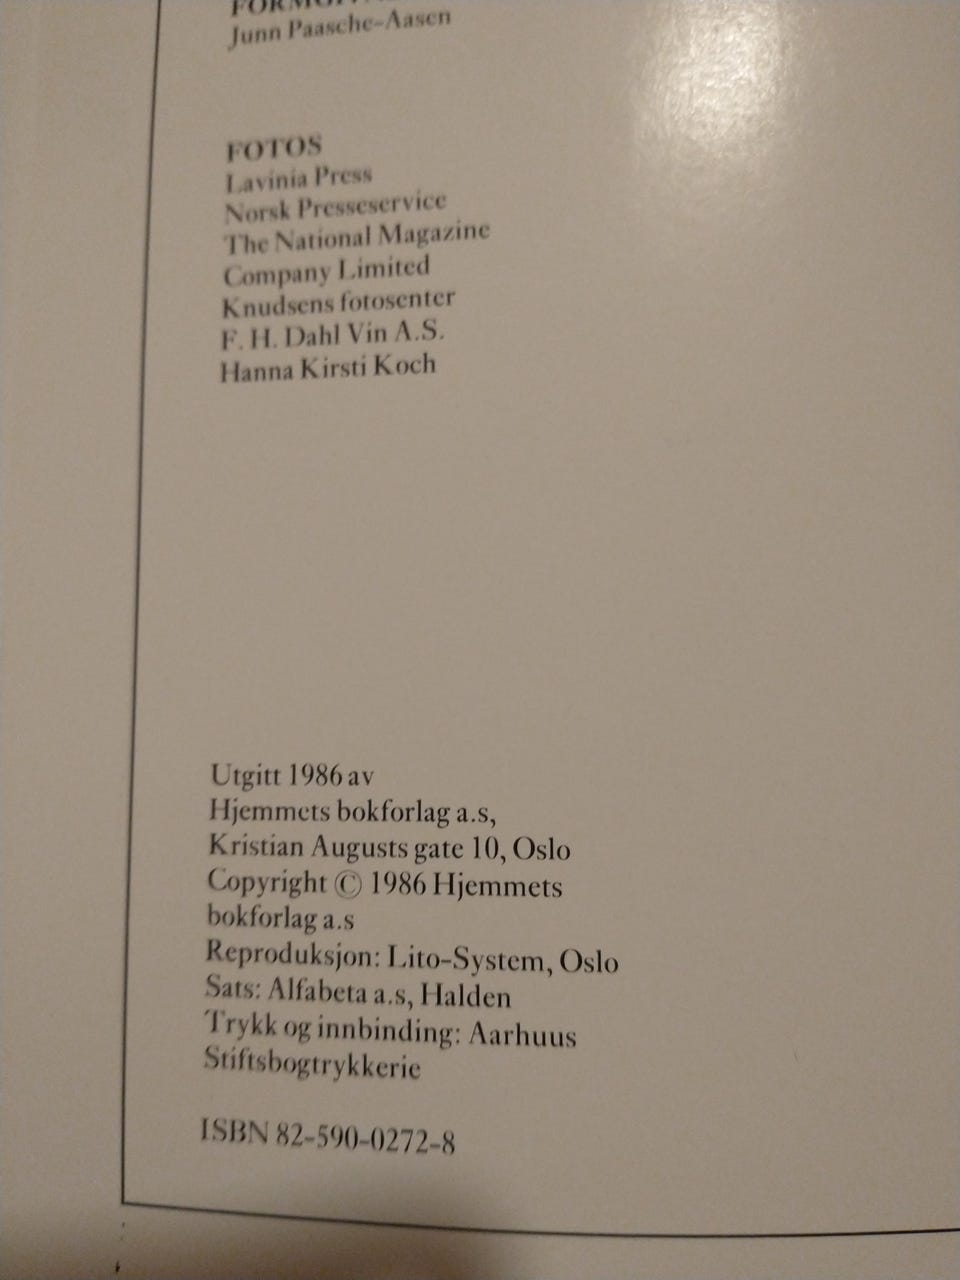 Junn Paasche-Aasen
FOTOS
Lavinia Press
Norsk Presseservice
The National Magazine
Company Limited
Knudsens fotosenter
F. H. Dahl Vin A.S.
Hanna Kirsti Koch
Utgitt 1986 av
Hjemmets bokforlag a.s,
Kristian Augusts gate 10, Oslo
Copyright © 1986 Hjemmets
bokforlag a.s
Reproduksjon: Lito-System, Oslo
Sats: Alfabeta a.s, Halden
Trykk og innbinding: Aarhuus
Stiftsbogtrykkerie
ISBN 82-590-0272-8